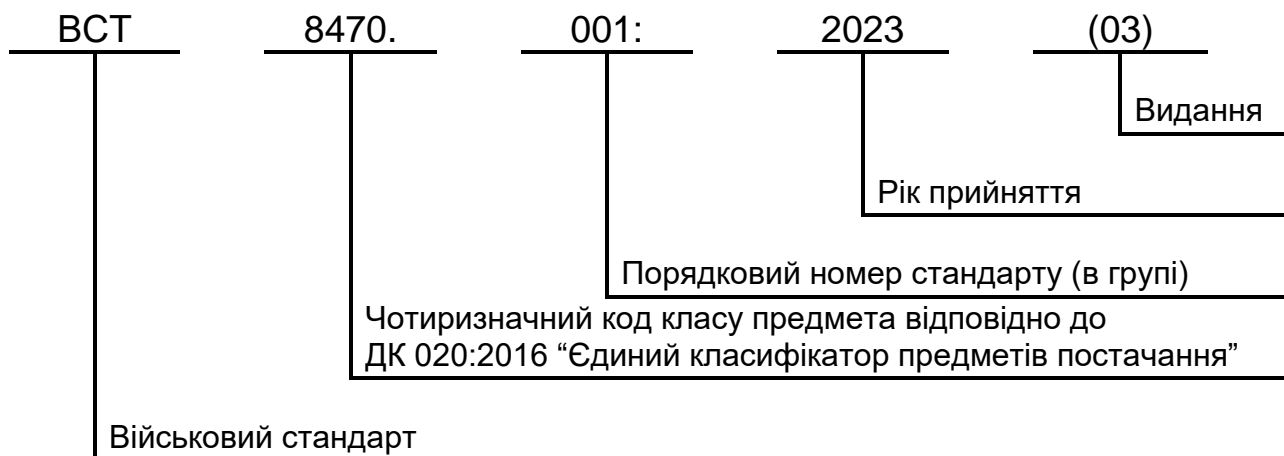 ВСТ 8470. 001: 2023 (03)
Видання
Рік прийняття
Порядковий номер стандарту (в групі)
Чотиризначний код класу предмета відповідно до
ДК 020:2016 “Єдиний класифікатор предметів постачання”
Військовий стандарт